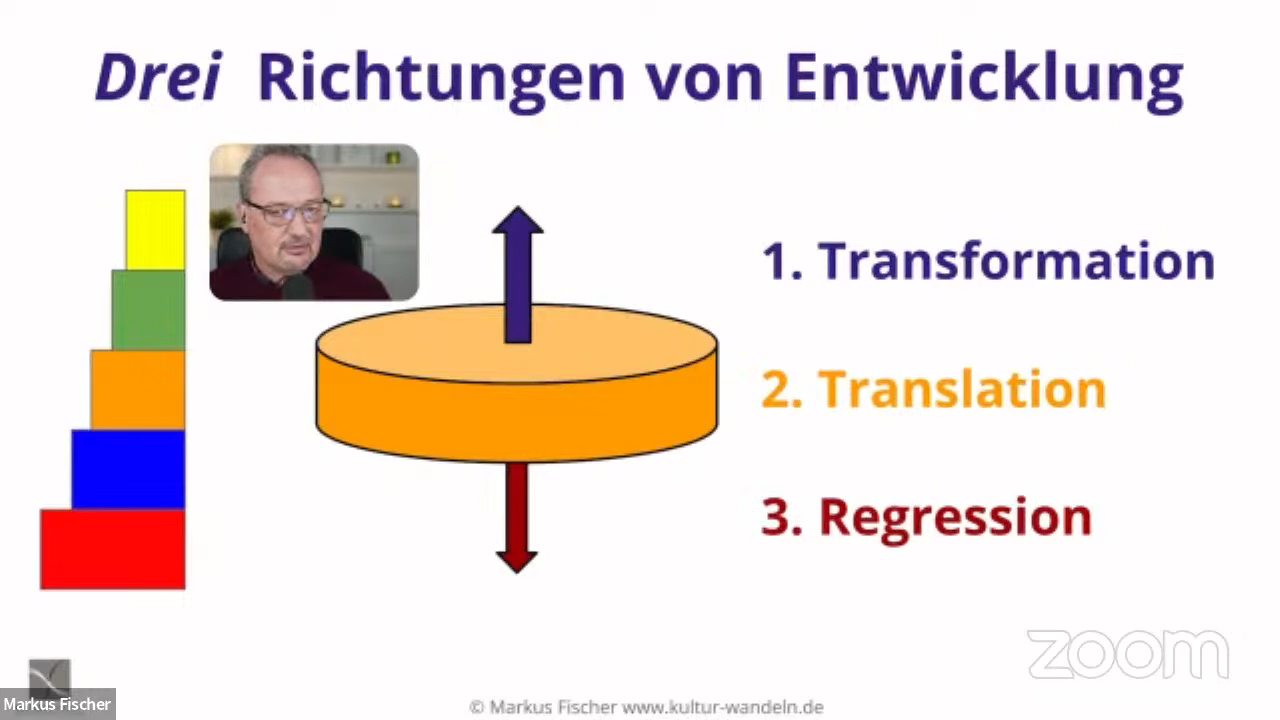 Drei Richtungen von Entwicklung
1. Transformation
2. Translation
3. Regression
zoom
Markus Fischer
© Markus Fischer www.kultur-wandeln.de